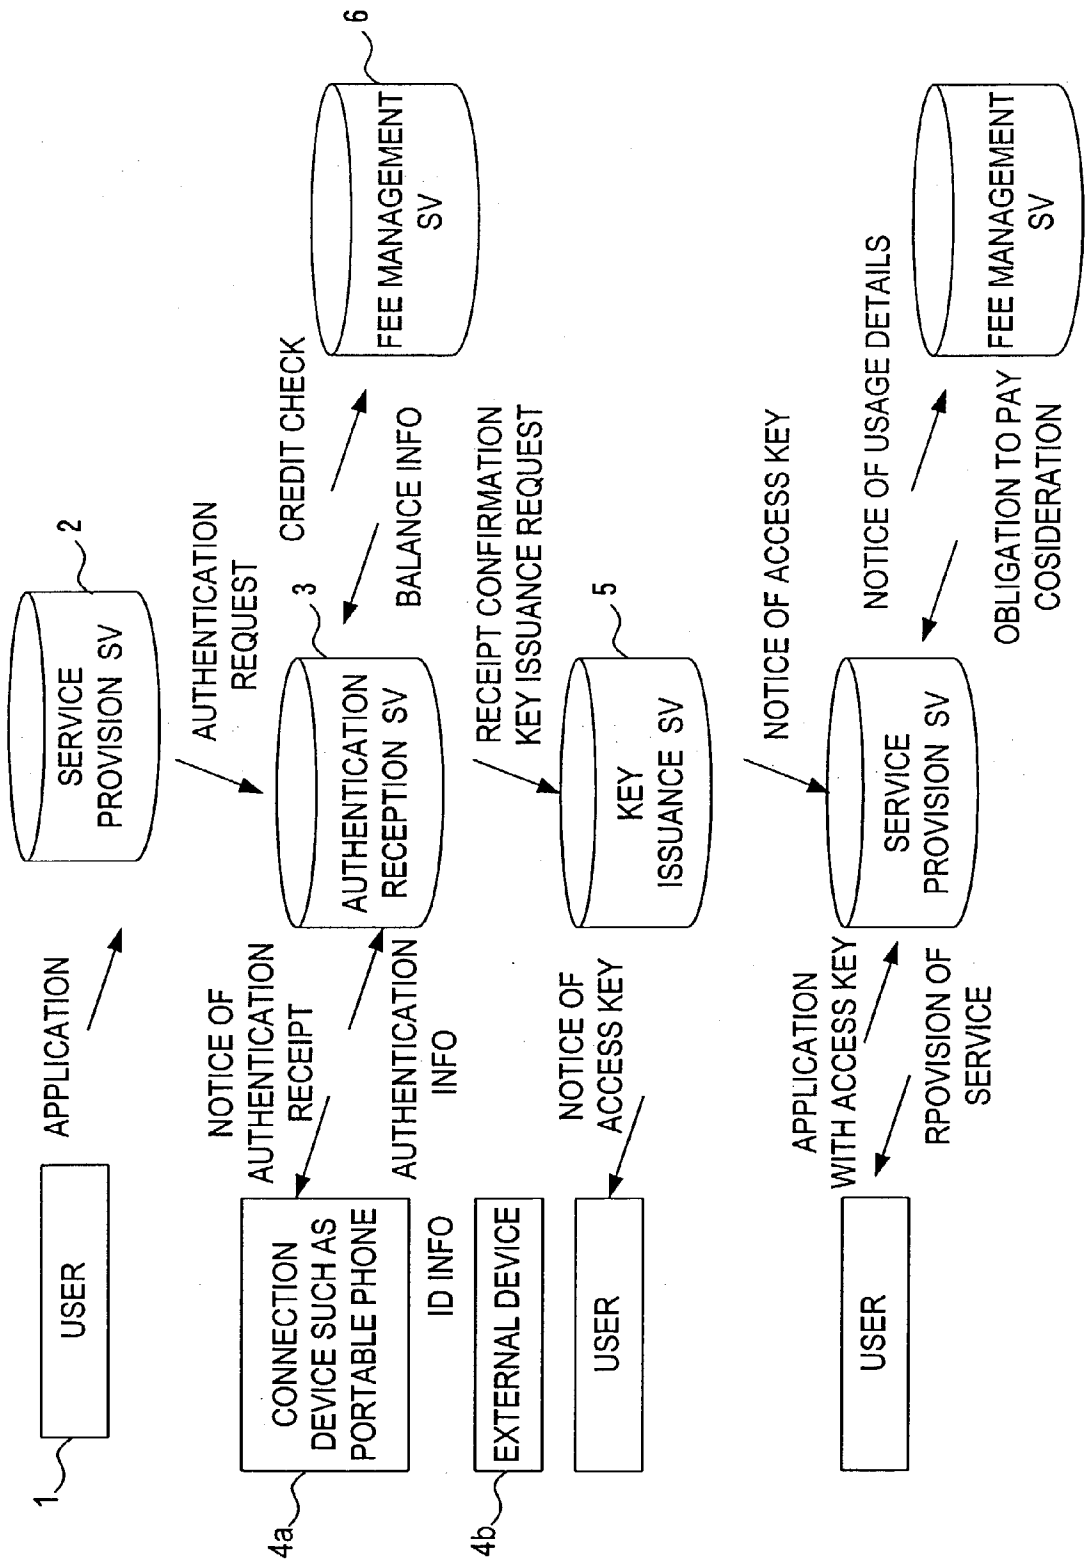 1
USER
APPLICATION
SERVICE
PROVISION SV
2
AUTHENTICATION
REQUEST
4a
CONNECTION
DEVICE SUCH AS
PORTABLE PHONE
NOTICE OF
AUTHENTICATION
RECEIPT
AUTHENTICATION
INFO
AUTHENTICATION
RECEPTION SV
3
CREDIT CHECK
BALANCE INFO
FEE MANAGEMENT
SV
6
ID INFO
4b
EXTERNAL DEVICE
RECEIPT CONFIRMATION
KEY ISSUANCE REQUEST
USER
NOTICE OF
ACCESS KEY
KEY
ISSUANCE SV
5
NOTICE OF ACCESS KEY
USER
APPLICATION
WITH ACCESS KEY
RPOVISION OF
SERVICE
SERVICE
PROVISION SV
NOTICE OF USAGE DETAILS
OBLIGATION TO PAY
COSIDERATION
FEE MANAGEMENT
SV